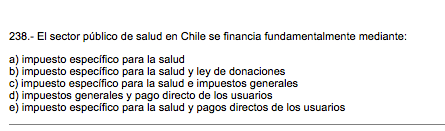 238.- El sector público de salud en Chile se financia fundamentalmente mediante:
a) impuesto específico para la salud
b) impuesto específico para la salud y ley de donaciones
c) impuesto específico para la salud e impuestos generales
d) impuestos generales y pago directo de los usuarios
e) impuesto específico para la salud y pagos directos de los usuarios